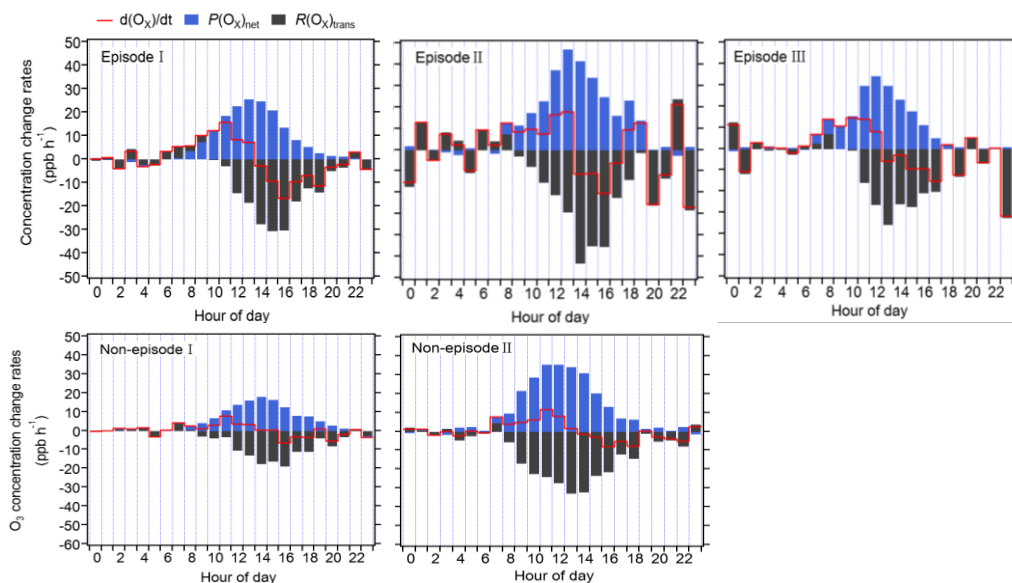 d(Oₓ)/dt P(Oₓ)net R(Oₓ)trans
Concentration change rates
(ppb h⁻¹)
50
40
30
20
10
0
-10
-20
-30
-40
-50
Episode Ⅰ
0 2 4 6 8 10 12 14 16 18 20 22
Hour of day
Episode Ⅱ
0 2 4 6 8 10 12 14 16 18 20 22
Hour of day
Episode Ⅲ
0 2 4 6 8 10 12 14 16 18 20 22
Hour of day
O₃ concentration change rates
(ppb h⁻¹)
50
40
30
20
10
0
-10
-20
-30
-40
-50
-60
Non-episode Ⅰ
0 2 4 6 8 10 12 14 16 18 20 22
Hour of day
Non-episode Ⅱ
0 2 4 6 8 10 12 14 16 18 20 22
Hour of day